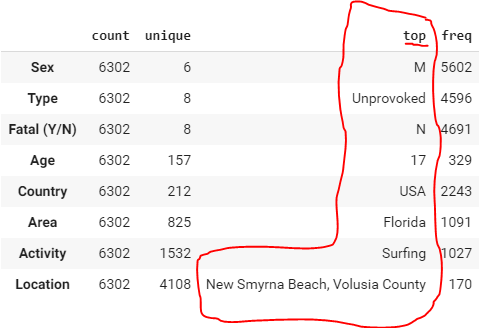 count unique top freq
Sex 6302 6 M 5602
Type 6302 8 Unprovoked 4596
Fatal (Y/N) 6302 8 N 4691
Age 6302 157 17 329
Country 6302 212 USA 2243
Area 6302 825 Florida 1091
Activity 6302 1532 Surfing 1027
Location 6302 4108 New Smyrna Beach, Volusia County 170